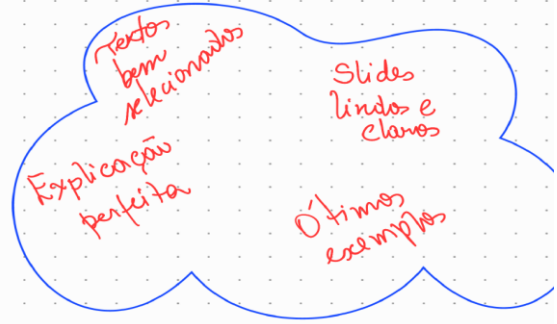 Textos
bem
selecionados
Slides
lindos e
claros
Explicação
perfeita
Ótimos
exemplos